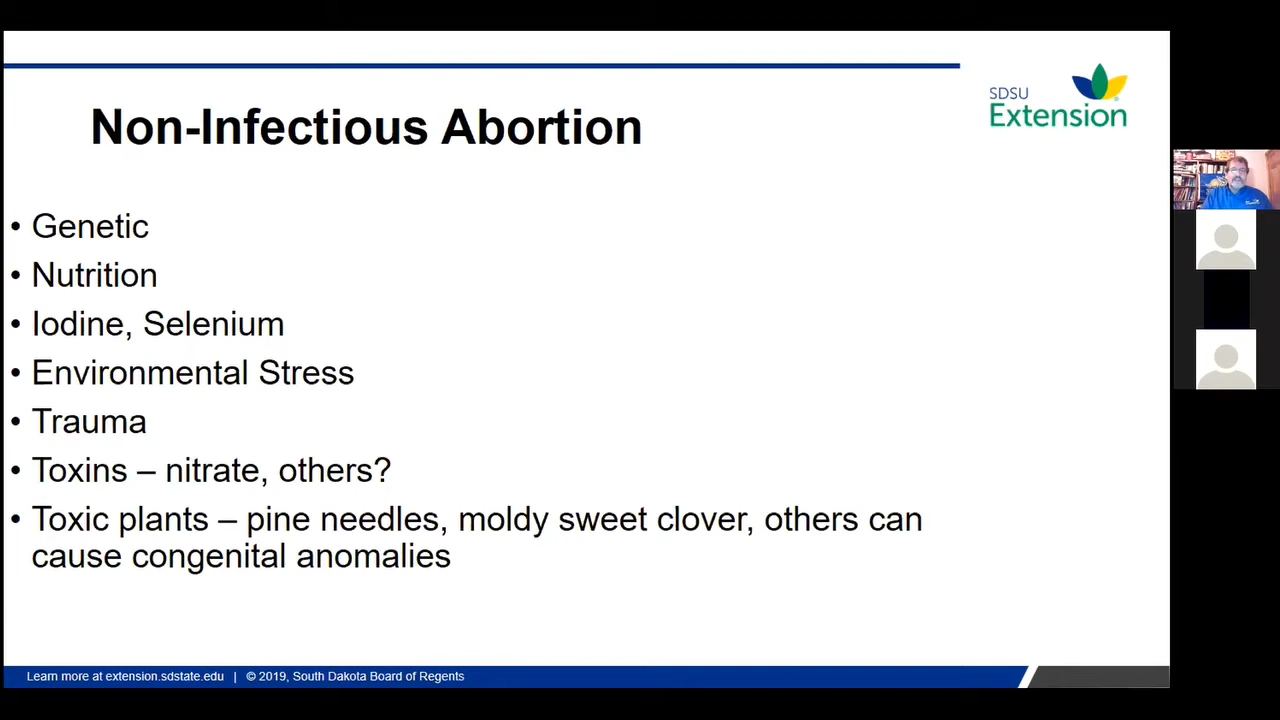 SDSU
Extension
Non-Infectious Abortion
• Genetic
• Nutrition
• Iodine, Selenium
• Environmental Stress
• Trauma
• Toxins – nitrate, others?
• Toxic plants – pine needles, moldy sweet clover, others can
cause congenital anomalies
Learn more at extension.sdstate.edu | © 2019, South Dakota Board of Regents